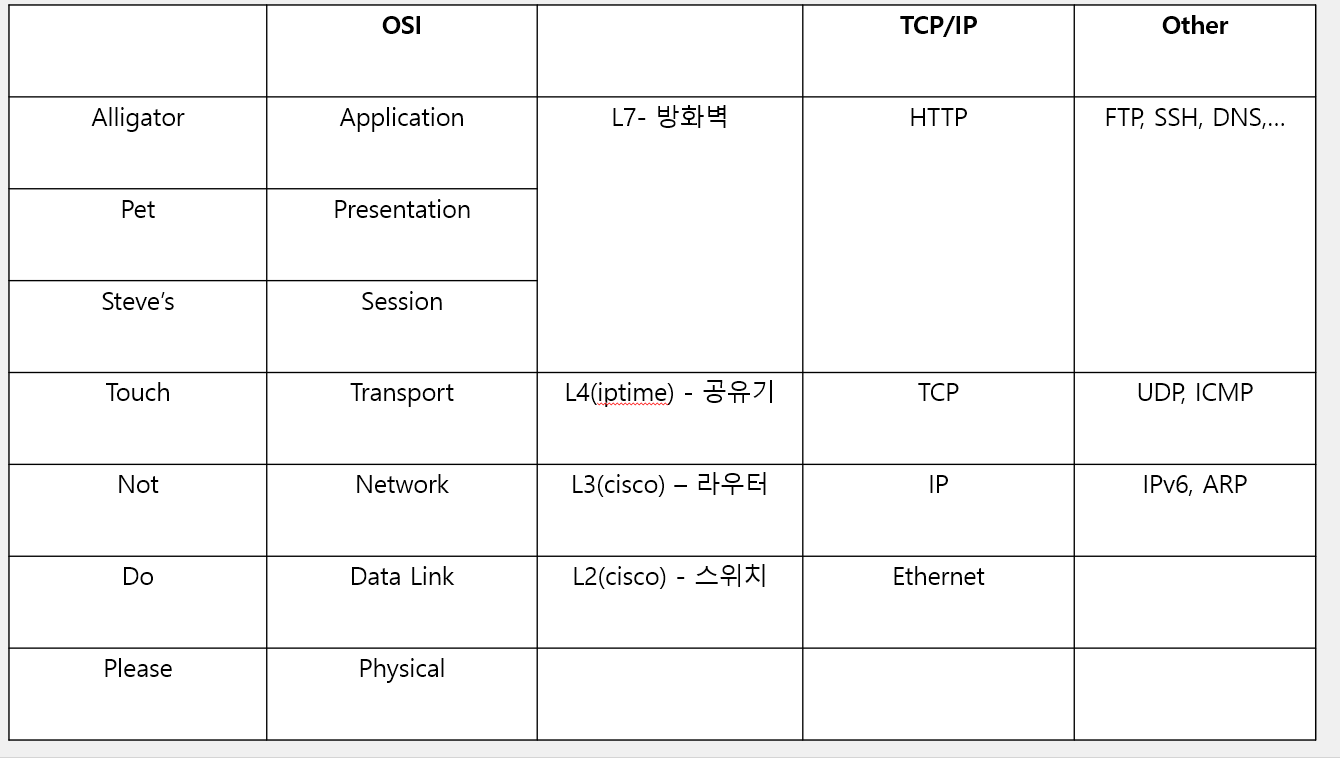 OSI TCP/IP Other
Alligator Application L7- 방화벽 HTTP FTP, SSH, DNS,...
Pet Presentation
Steve’s Session
Touch Transport L4(iptime) - 공유기 TCP UDP, ICMP
Not Network L3(cisco) – 라우터 IP IPv6, ARP
Do Data Link L2(cisco) - 스위치 Ethernet
Please Physical